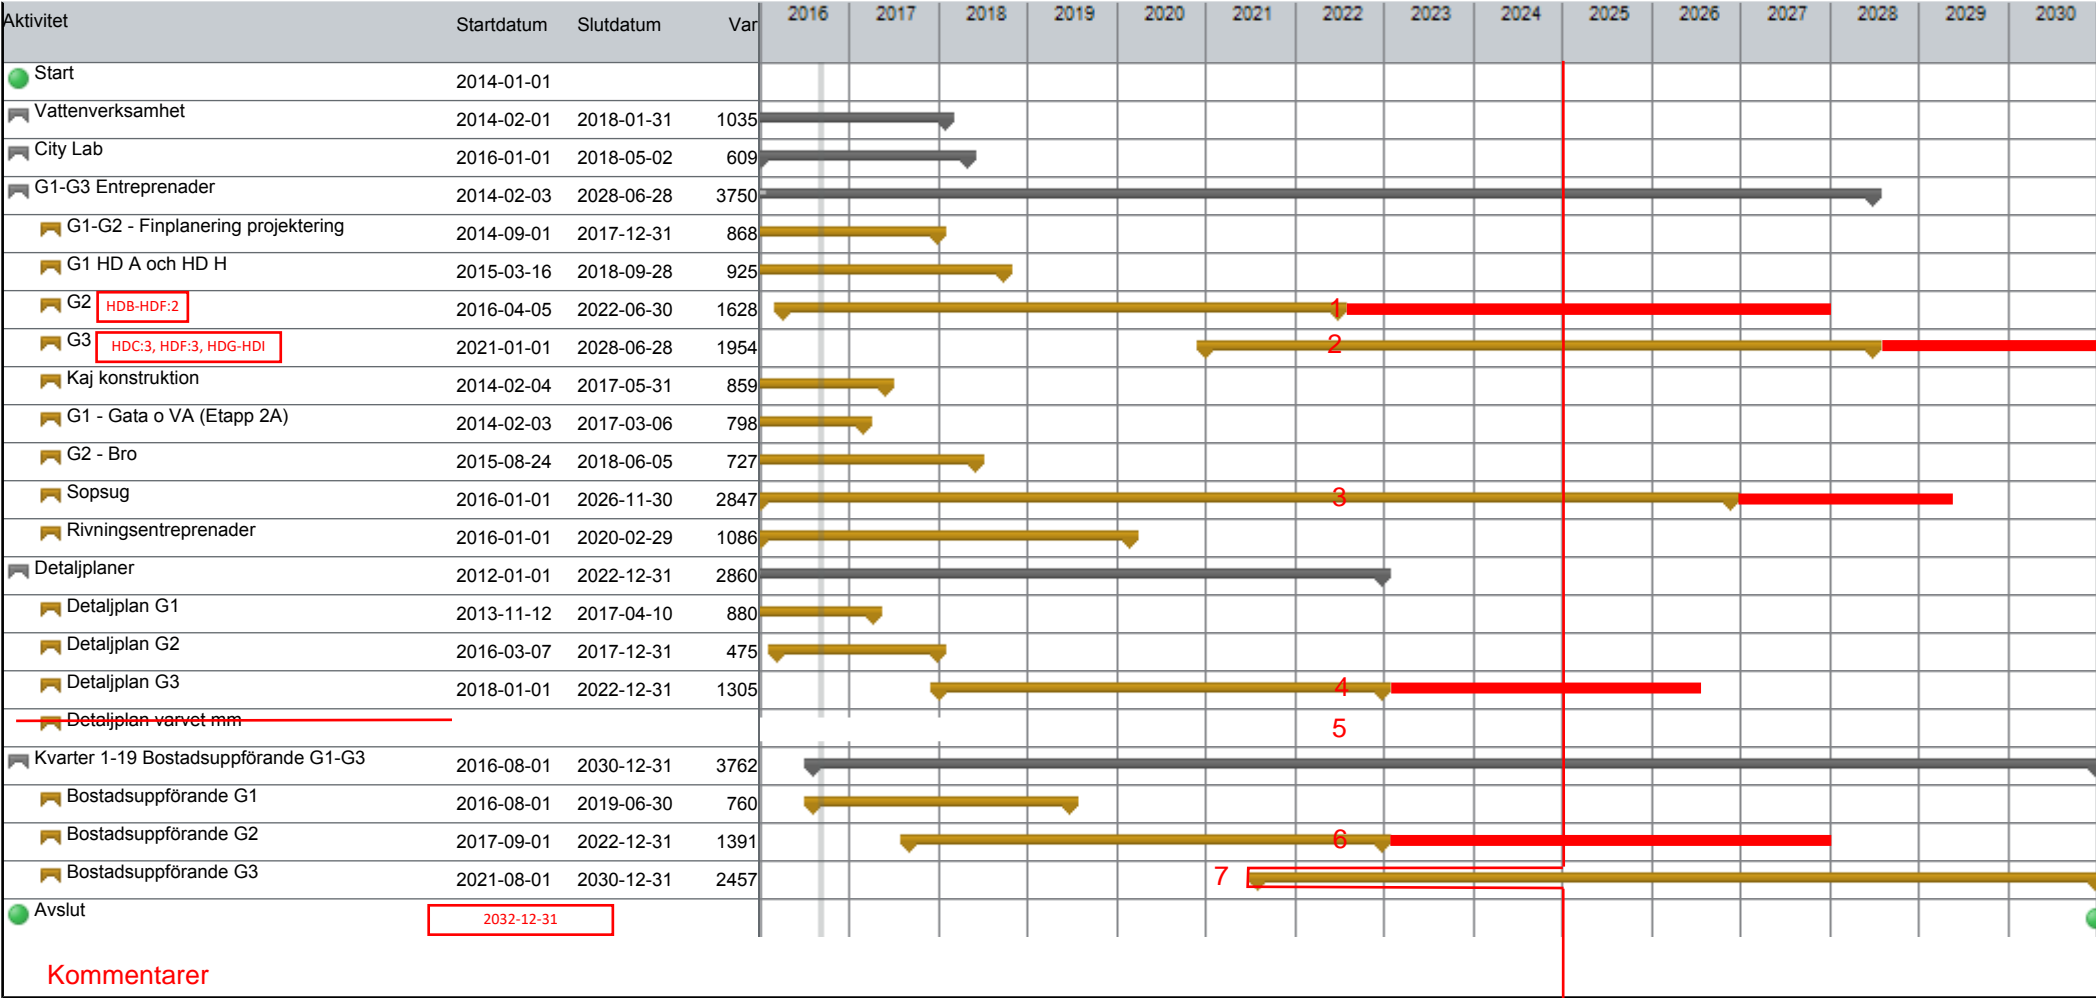 Aktivitet Startdatum Slutdatum Var 2016 2017 2018 2019 2020 2021 2022 2023 2024 2025 2026 2027 2028 2029 2030
Start 2014-01-01
Vattenverksamhet 2014-02-01 2018-01-31 1035
City Lab 2016-01-01 2018-05-02 609
G1-G3 Entreprenader 2014-02-03 2028-06-28 3750
G1-G2 - Finplanering projektering 2014-09-01 2017-12-31 868
G1 HD A och HD H 2015-03-16 2018-09-28 925
G2 HDB-HDF:2 2016-04-05 2022-06-30 1628 1
G3 HDC:3, HDF:3, HDG-HDI 2021-01-01 2028-06-28 1954 2
Kaj konstruktion 2014-02-04 2017-05-31 859
G1 - Gata o VA (Etapp 2A) 2014-02-03 2017-03-06 798
G2 - Bro 2015-08-24 2018-06-05 727
Sopsug 2016-01-01 2026-11-30 2847 3
Rivningsentreprenader 2016-01-01 2020-02-29 1086
Detaljplaner 2012-01-01 2022-12-31 2860
Detaljplan G1 2013-11-12 2017-04-10 880
Detaljplan G2 2016-03-07 2017-12-31 475
Detaljplan G3 2018-01-01 2022-12-31 1305 4
Detaljplan varvet mm 5
Kvarter 1-19 Bostadsuppförande G1-G3 2016-08-01 2030-12-31 3762
Bostadsuppförande G1 2016-08-01 2019-06-30 760
Bostadsuppförande G2 2017-09-01 2022-12-31 1391 6
Bostadsuppförande G3 2021-08-01 2030-12-31 2457 7
Avslut 2032-12-31
Kommentarer